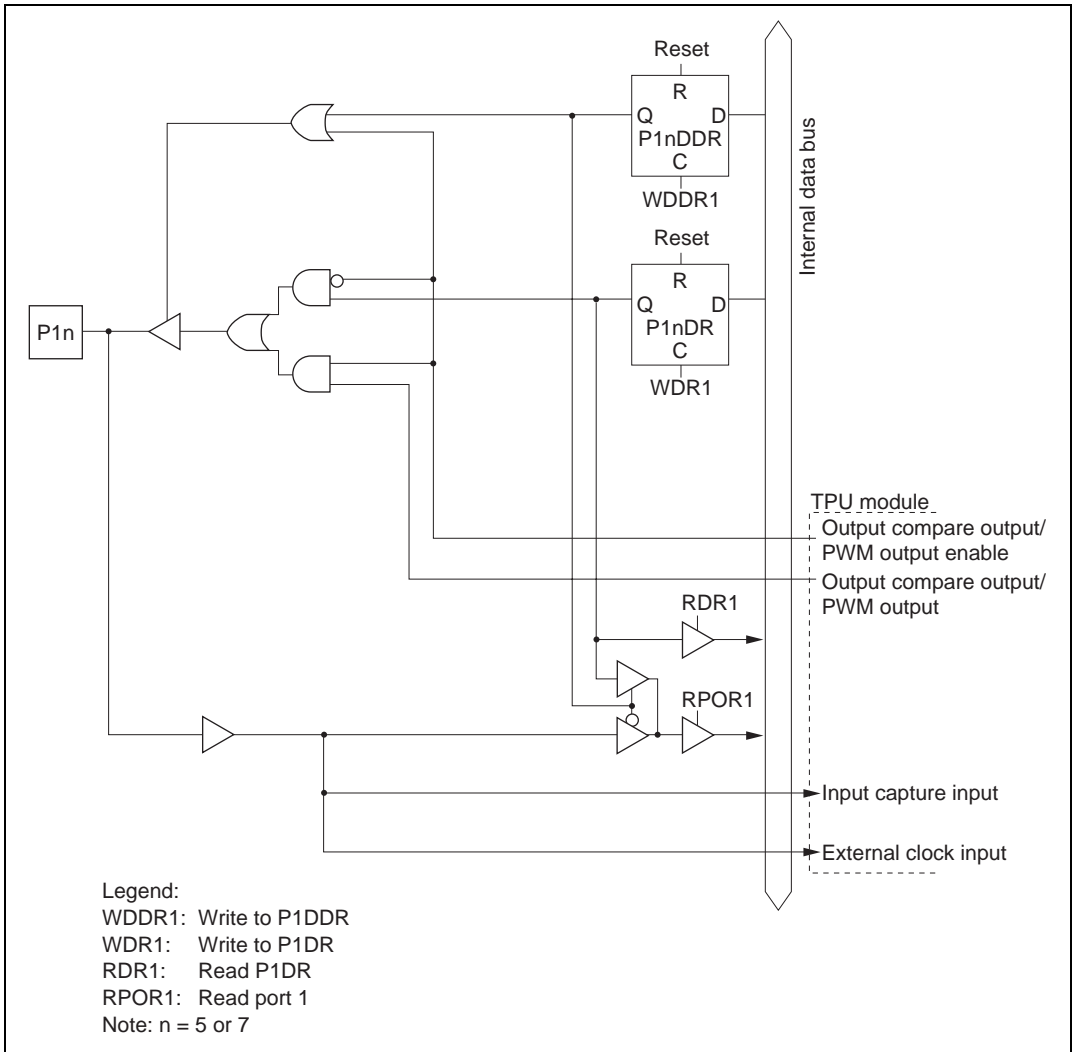 Reset
R
Q D
P1nDDR
C
WDDR1
Reset
R
Q D
P1nDR
C
WDR1
Internal data bus
P1n
TPU module
Output compare output/
PWM output enable
Output compare output/
PWM output
RDR1
RPOR1
Input capture input
External clock input
Legend:
WDDR1: Write to P1DDR
WDR1: Write to P1DR
RDR1: Read P1DR
RPOR1: Read port 1
Note: n = 5 or 7